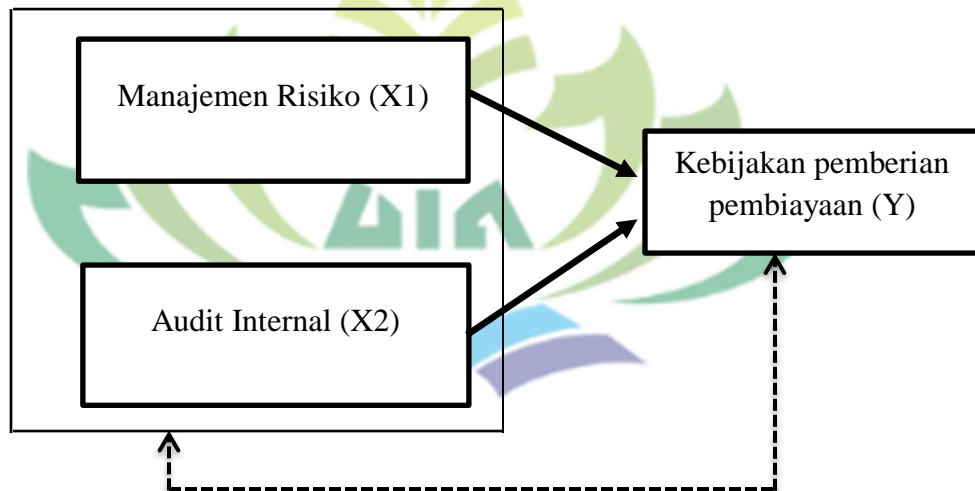 Manajemen Risiko (X1)
Kebijakan pemberian
pembiayaan (Y)
Audit Internal (X2)